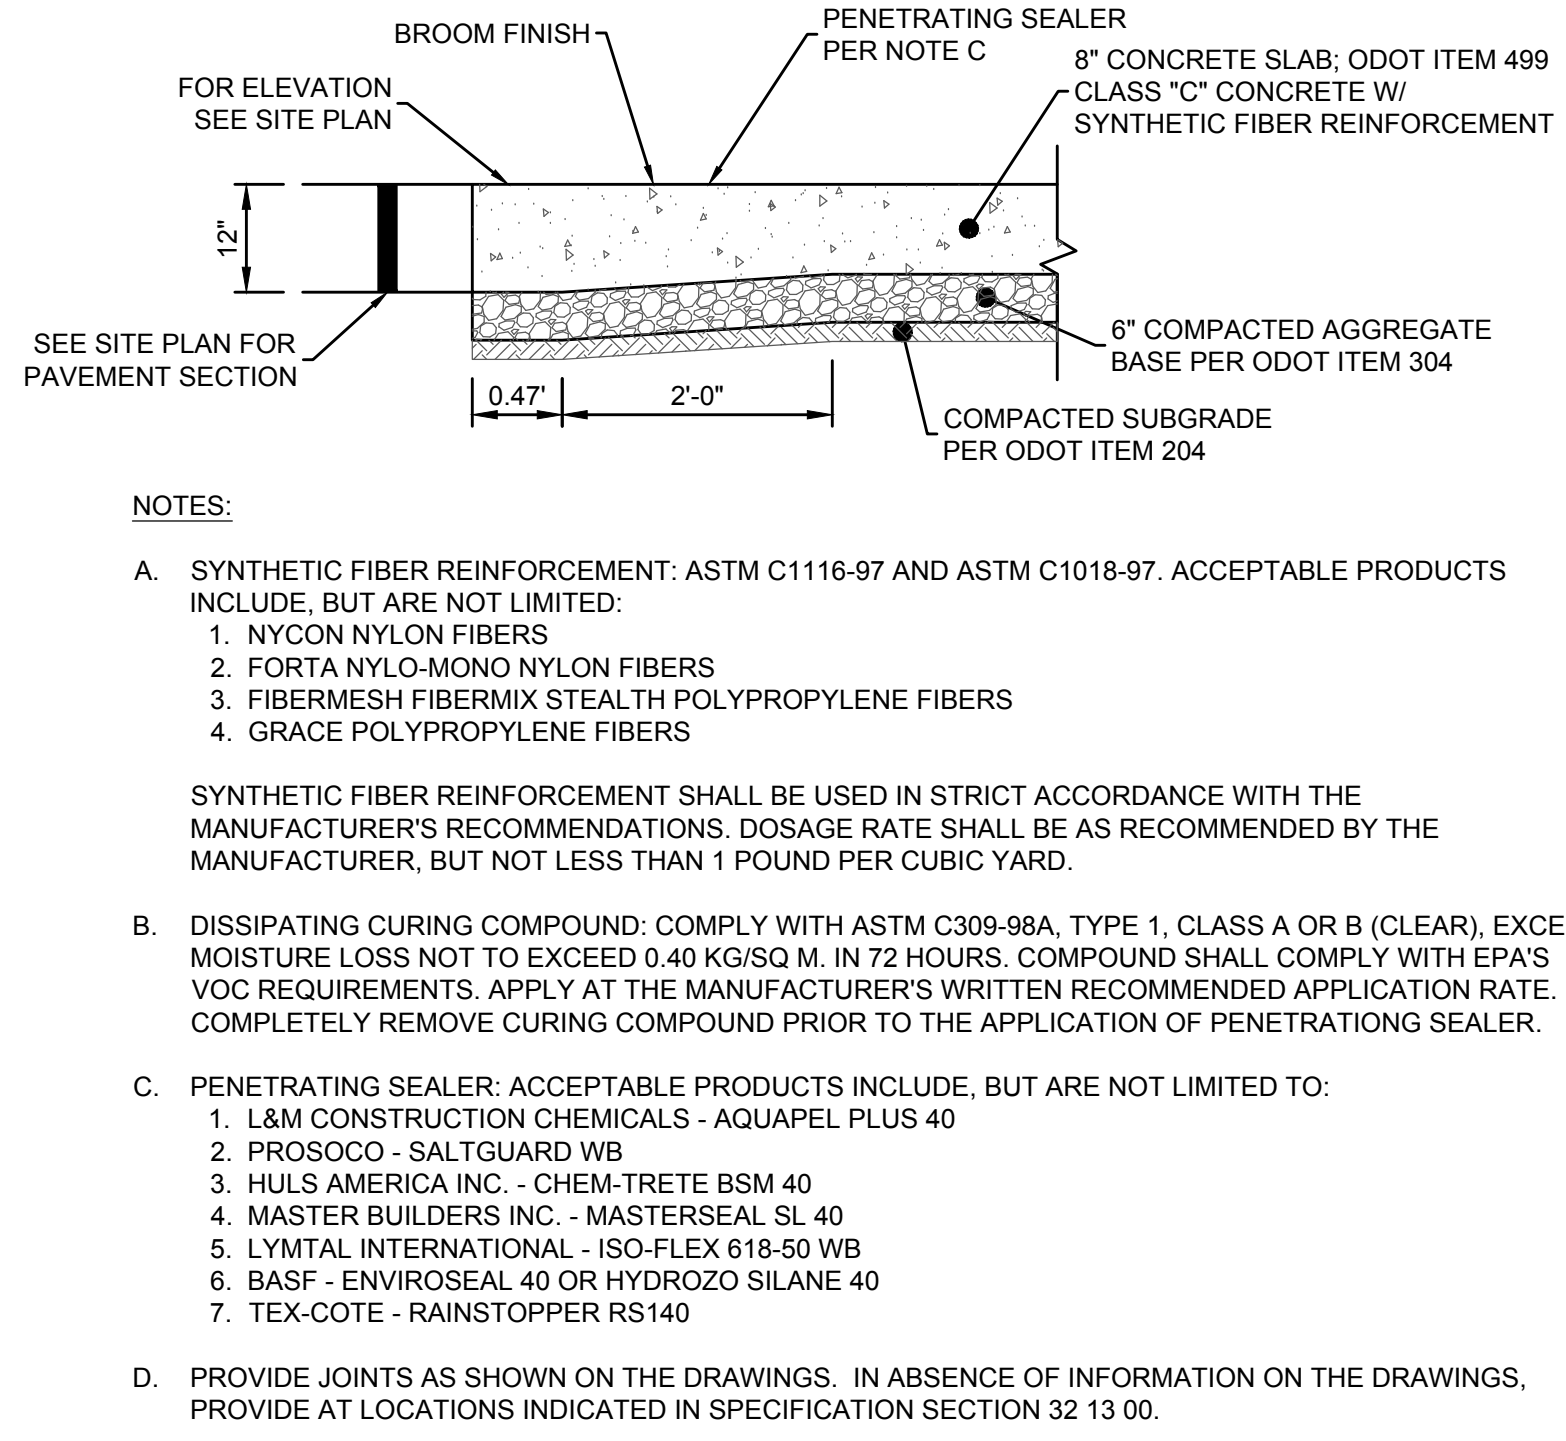 BROOM FINISH
PENETRATING SEALER
PER NOTE C
8" CONCRETE SLAB; ODOT ITEM 499
CLASS "C" CONCRETE W/
SYNTHETIC FIBER REINFORCEMENT
FOR ELEVATION
SEE SITE PLAN
12"
SEE SITE PLAN FOR
PAVEMENT SECTION
6" COMPACTED AGGREGATE
BASE PER ODOT ITEM 304
0.47'
2'-0"
COMPACTED SUBGRADE
PER ODOT ITEM 204
NOTES:
A. SYNTHETIC FIBER REINFORCEMENT: ASTM C1116-97 AND ASTM C1018-97. ACCEPTABLE PRODUCTS
INCLUDE, BUT ARE NOT LIMITED:
1. NYCON NYLON FIBERS
2. FORTA NYLO-MONO NYLON FIBERS
3. FIBERMESH FIBERMIX STEALTH POLYPROPYLENE FIBERS
4. GRACE POLYPROPYLENE FIBERS
SYNTHETIC FIBER REINFORCEMENT SHALL BE USED IN STRICT ACCORDANCE WITH THE
MANUFACTURER'S RECOMMENDATIONS. DOSAGE RATE SHALL BE AS RECOMMENDED BY THE
MANUFACTURER, BUT NOT LESS THAN 1 POUND PER CUBIC YARD.
B. DISSIPATING CURING COMPOUND: COMPLY WITH ASTM C309-98A, TYPE 1, CLASS A OR B (CLEAR), EXCE
MOISTURE LOSS NOT TO EXCEED 0.40 KG/SQ M. IN 72 HOURS. COMPOUND SHALL COMPLY WITH EPA'S
VOC REQUIREMENTS. APPLY AT THE MANUFACTURER'S WRITTEN RECOMMENDED APPLICATION RATE.
COMPLETELY REMOVE CURING COMPOUND PRIOR TO THE APPLICATION OF PENETRATIONG SEALER.
C. PENETRATING SEALER: ACCEPTABLE PRODUCTS INCLUDE, BUT ARE NOT LIMITED TO:
1. L&M CONSTRUCTION CHEMICALS - AQUAPEL PLUS 40
2. PROSOCO - SALTGUARD WB
3. HULS AMERICA INC. - CHEM-TRETE BSM 40
4. MASTER BUILDERS INC. - MASTERSEAL SL 40
5. LYMTAL INTERNATIONAL - ISO-FLEX 618-50 WB
6. BASF - ENVIROSEAL 40 OR HYDROZO SILANE 40
7. TEX-COTE - RAINSTOPPER RS140
D. PROVIDE JOINTS AS SHOWN ON THE DRAWINGS. IN ABSENCE OF INFORMATION ON THE DRAWINGS,
PROVIDE AT LOCATIONS INDICATED IN SPECIFICATION SECTION 32 13 00.